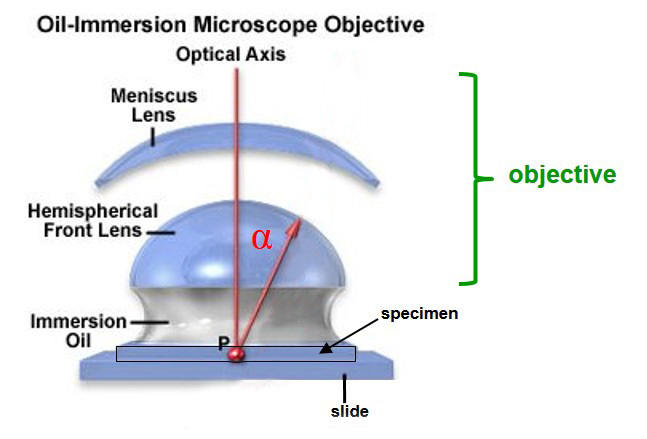 Oil-Immersion Microscope Objective
Optical Axis
Meniscus
Lens
objective
Hemispherical
Front Lens
α
Immersion
Oil
specimen
P
slide